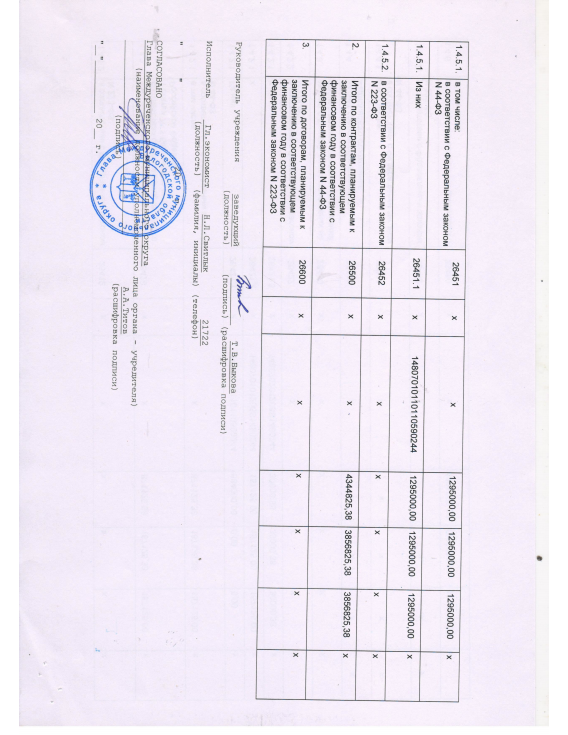 1.4.5.1. в том числе: в соответствии с Федеральным законом N 44-ФЗ 26451 х х 1295000,00 1295000,00 1295000,00 х
1.4.5.1. Из них 26451.1 х 14807010110110590244 1295000,00 1295000,00 1295000,00 х
1.4.5.2 в соответствии с Федеральным законом N 223-ФЗ 26452 х х х х х х
2. Итого по контрактам, планируемым к заключению в соответствующем финансовом году в соответствии с Федеральным законом N 44-ФЗ 26500 х х 4344825,38 3856825,38 3856825,38 х
3. Итого по договорам, планируемым к заключению в соответствующем финансовом году в соответствии с Федеральным законом N 223-ФЗ 26600 х х х х х х
Руководитель учреждения заведующий Т.В.Быкова
(должность) (подпись) (расшифровка подписи)
Исполнитель Гл.экономист Н.Л.Свитлык 21722
(должность) (фамилия, инициалы) (телефон)
" "
СОГЛАСОВАНО
Глава Междуреченского округа
(наименование лица органа - учредителя)
А.А.Титов
(подпись) (расшифровка подписи)
" " 20 г.